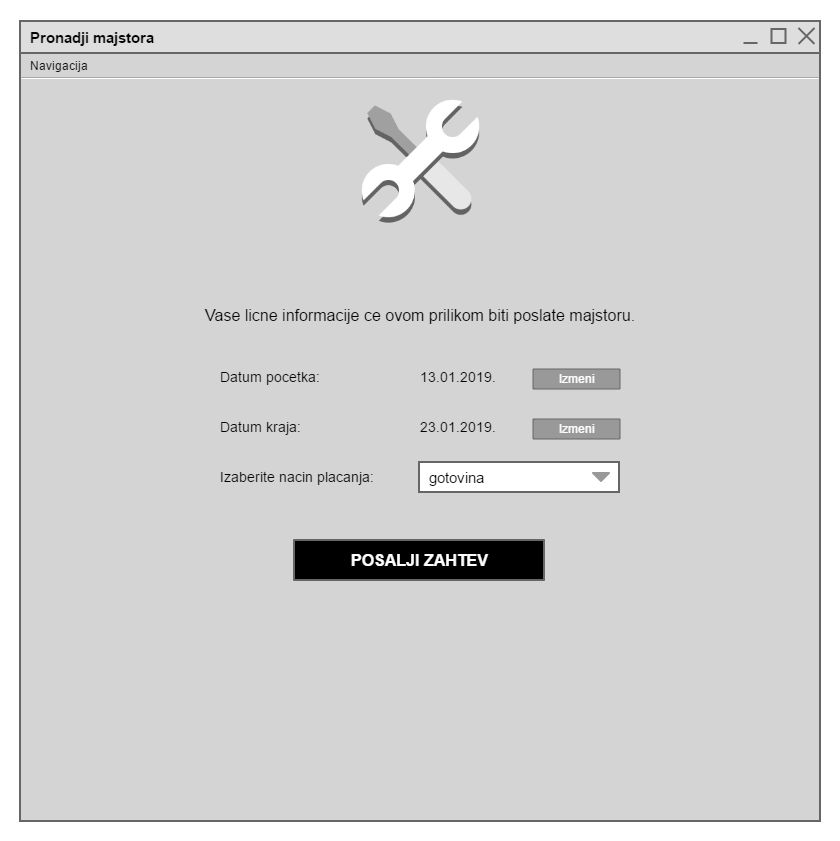 Pronadji majstora
Navigacija
Vase licne informacije ce ovom prilikom biti poslate majstoru.
Datum pocetka: 13.01.2019. Izmeni
Datum kraja: 23.01.2019. Izmeni
Izaberite nacin placanja: gotovina
POSALJI ZAHTEV